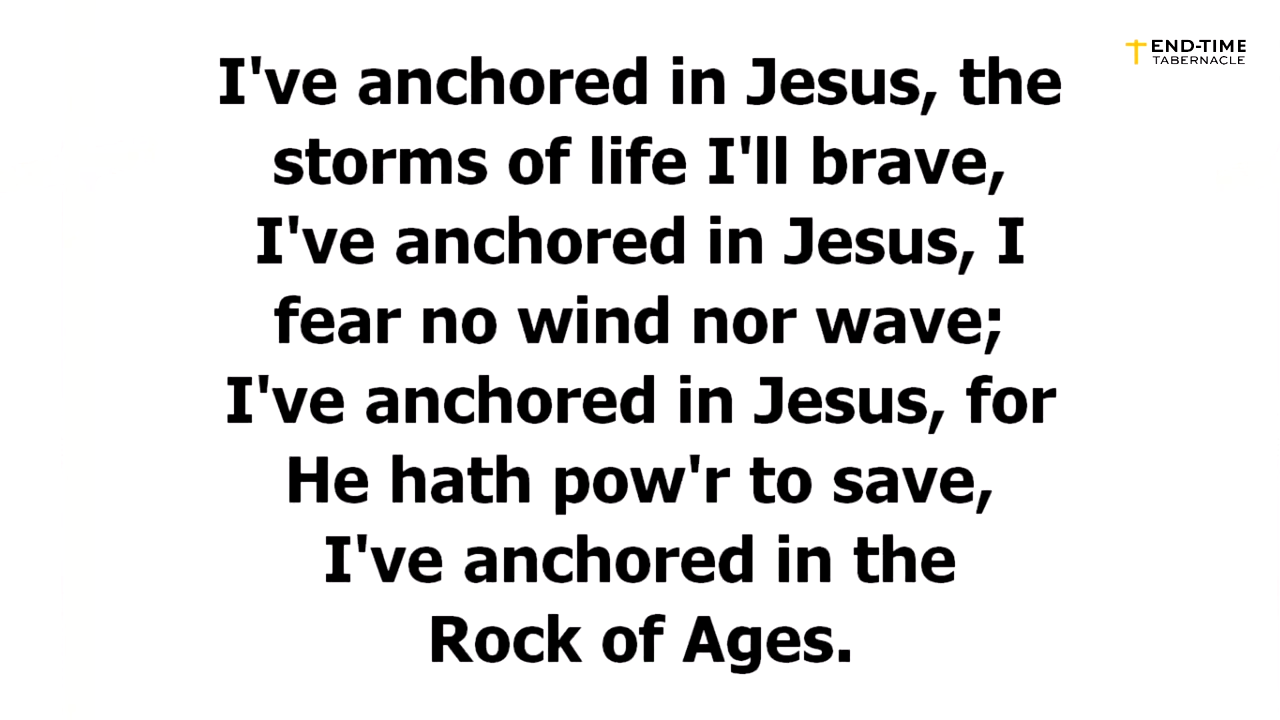 END-TIME
TABERNACLE
I've anchored in Jesus, the
storms of life I'll brave,
I've anchored in Jesus, I
fear no wind nor wave;
I've anchored in Jesus, for
He hath pow'r to save,
I've anchored in the
Rock of Ages.